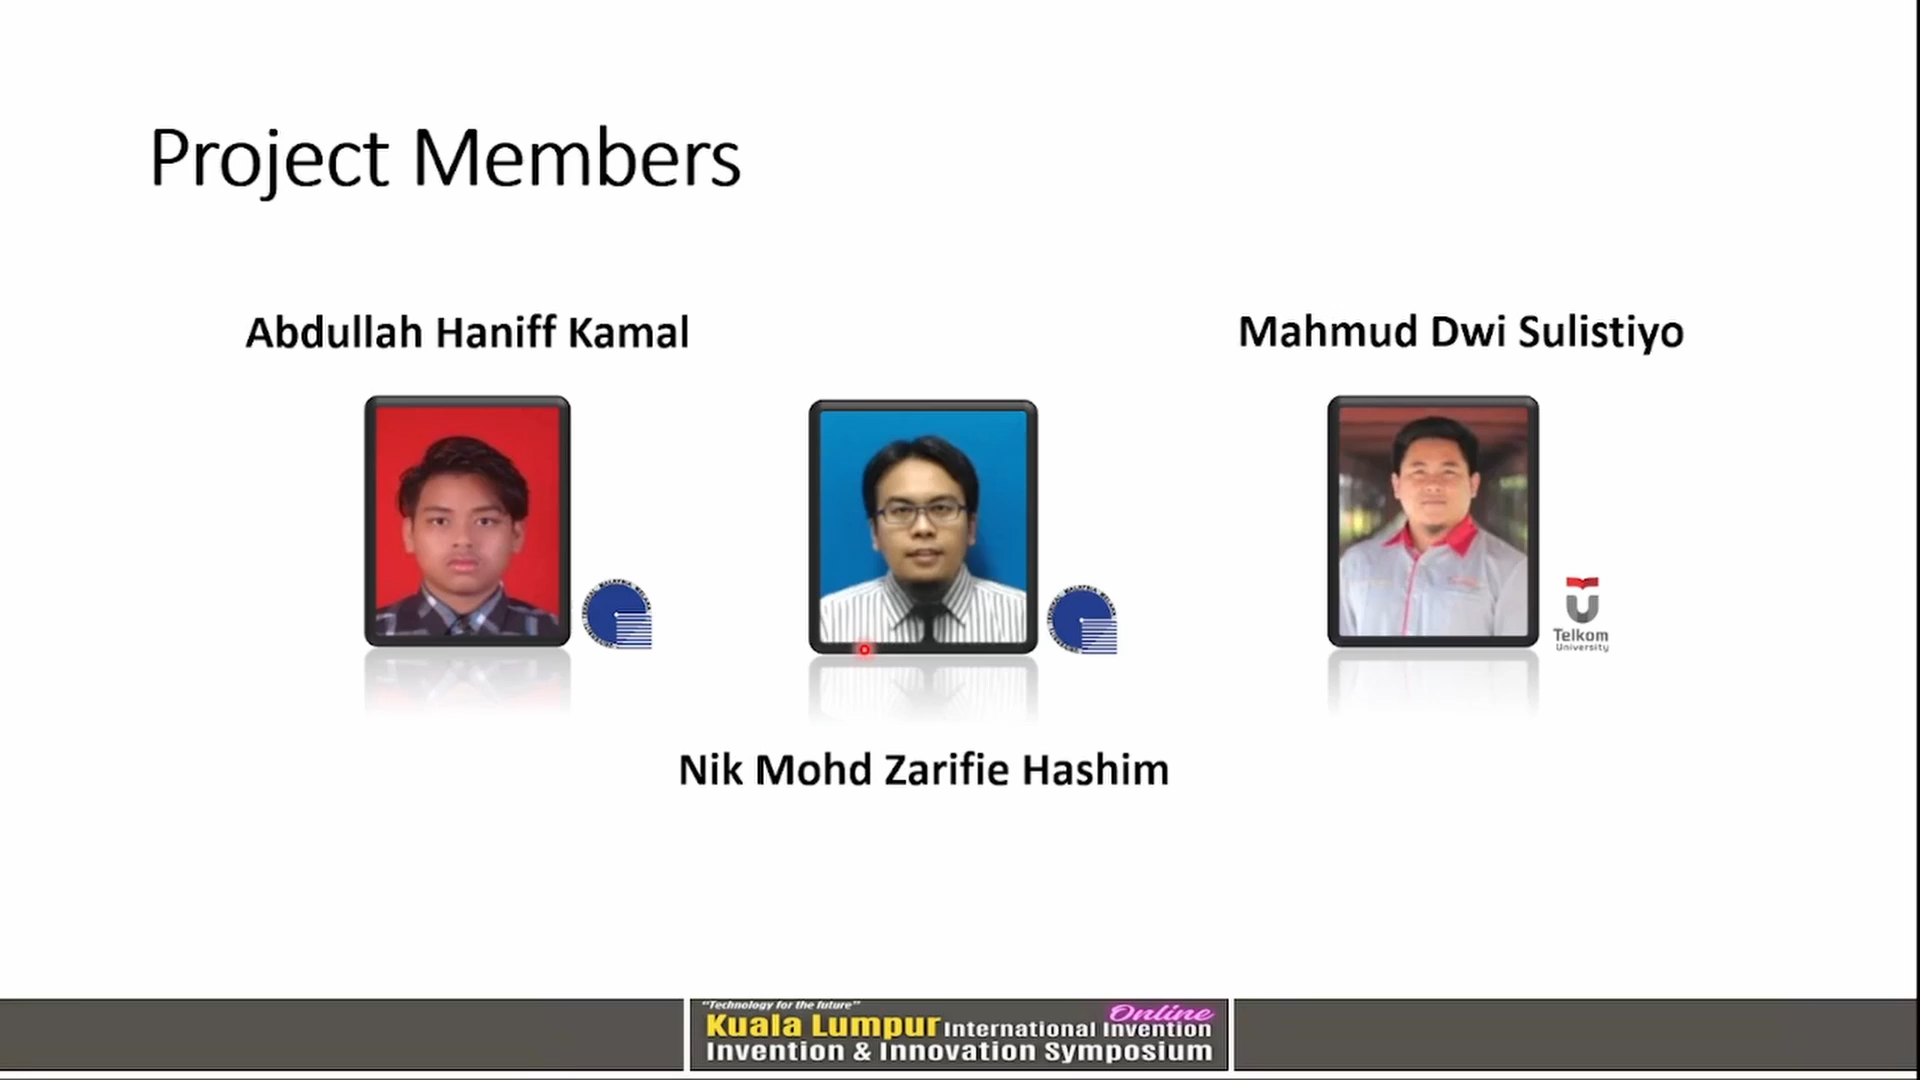 Project Members
Abdullah Haniff Kamal
Mahmud Dwi Sulistiyo
Telkom
University
Nik Mohd Zarifie Hashim
"Technology for the future"
Online
Kuala Lumpur International Invention
Invention & Innovation Symposium